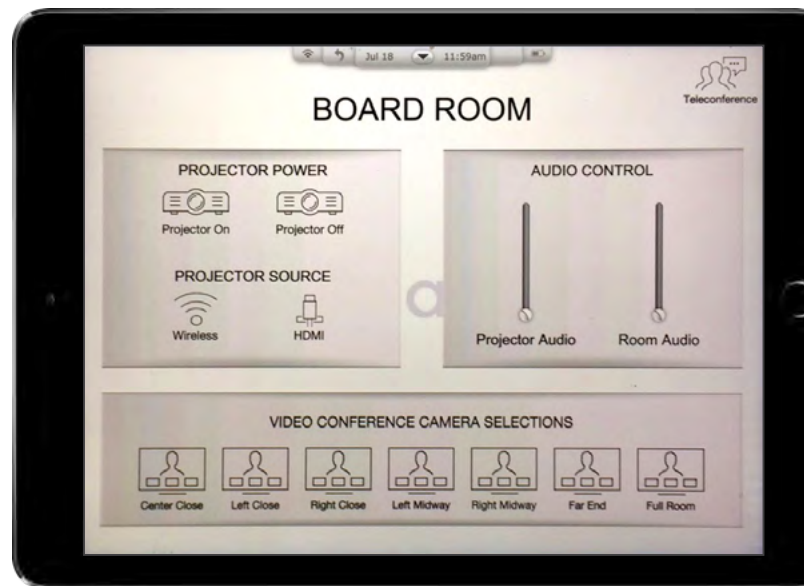 Jul 18 11:59am
Teleconference
BOARD ROOM
PROJECTOR POWER
Projector On Projector Off
PROJECTOR SOURCE
Wireless HDMI
AUDIO CONTROL
Projector Audio Room Audio
a
VIDEO CONFERENCE CAMERA SELECTIONS
Center Close Left Close Right Close Left Midway Right Midway Far End Full Room